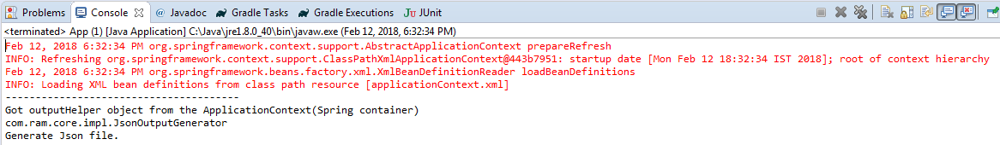 Problems Console Javadoc Gradle Tasks Gradle Executions JUnit
<terminated> App (1) [Java Application] C:\Java\jre1.8.0_40\bin\javaw.exe (Feb 12, 2018 6:32:34 PM)
Feb 12, 2018 6:32:34 PM org.springframework.context.support.AbstractApplicationContext prepareRefresh
INFO: Refreshing org.springframework.context.support.ClassPathXmlApplicationContext@443b7951: startup date [Mon Feb 12 18:32:34 IST 2018]; root of context hierarchy
Feb 12, 2018 6:32:34 PM org.springframework.beans.factory.xml.XmlBeanDefinitionReader loadBeanDefinitions
INFO: Loading XML bean definitions from class path resource [applicationContext.xml]
---------------------------------------
Got outputHelper object from the ApplicationContext(Spring container)
com.ram.core.impl.JsonOutputGenerator
Generate Json file.